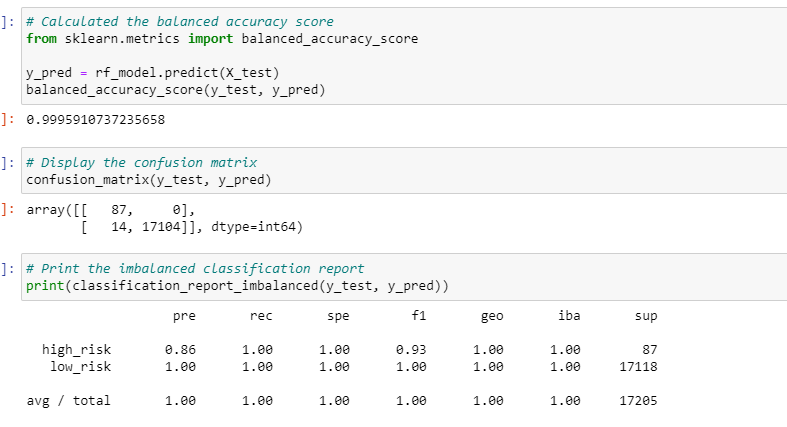 ]: # Calculated the balanced accuracy score
from sklearn.metrics import balanced_accuracy_score
y_pred = rf_model.predict(X_test)
balanced_accuracy_score(y_test, y_pred)
]: 0.9995910737235658
]: # Display the confusion matrix
confusion_matrix(y_test, y_pred)
]: array([[   87,     0],
       [   14, 17104]], dtype=int64)
]: # Print the imbalanced classification report
print(classification_report_imbalanced(y_test, y_pred))
pre rec spe f1 geo iba sup
high_risk 0.86 1.00 1.00 0.93 1.00 1.00 87
low_risk 1.00 1.00 1.00 1.00 1.00 1.00 17118
avg / total 1.00 1.00 1.00 1.00 1.00 1.00 17205